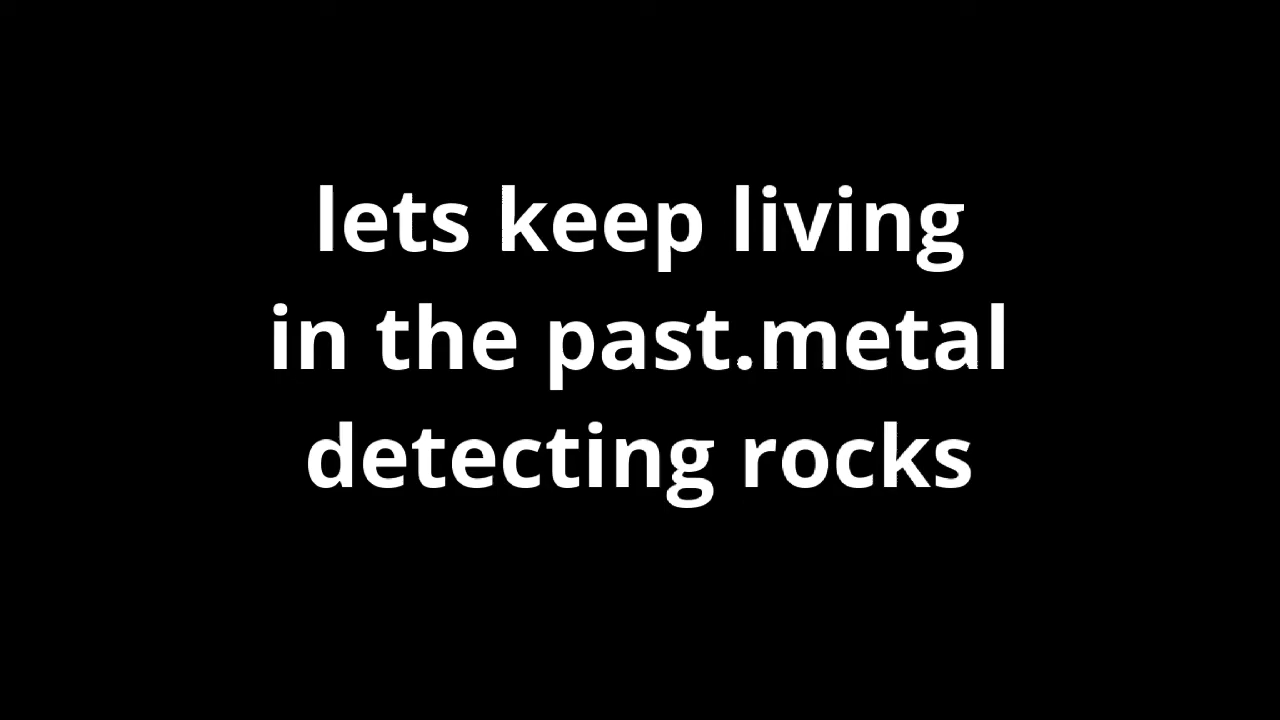 lets keep living
in the past.metal
detecting rocks